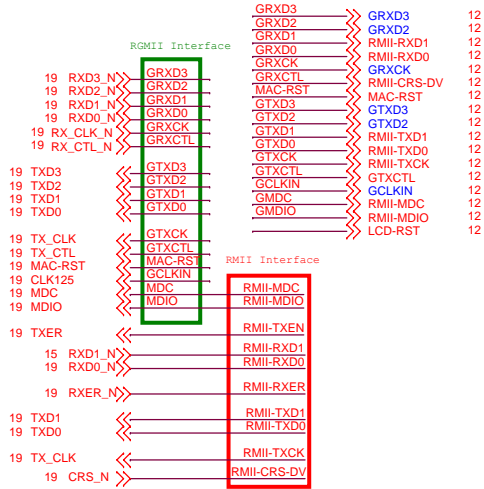 RGMII Interface
19 RXD3_N GRXD3
19 RXD2_N GRXD2
19 RXD1_N GRXD1
19 RXD0_N GRXD0
19 RX_CLK_N GRXCK
19 RX_CTL_N GRXCTL
19 TXD3 GTXD3
19 TXD2 GTXD2
19 TXD1 GTXD1
19 TXD0 GTXD0
19 TX_CLK GTXCK
19 TX_CTL GTXCTL
19 MAC-RST MAC-RST
19 CLK125 GCLKIN
RMII Interface
19 MDC MDC RMII-MDC
19 MDIO MDIO RMII-MDIO
19 TXER RMII-TXEN
15 RXD1_N RMII-RXD1
19 RXD0_N RMII-RXD0
19 RXER_N RMII-RXER
19 TXD1 RMII-TXD1
19 TXD0 RMII-TXD0
19 TX_CLK RMII-TXCK
19 CRS_N RMII-CRS-DV
GRXD3 GRXD3 12
GRXD2 GRXD2 12
GRXD1 RMII-RXD1 12
GRXD0 RMII-RXD0 12
GRXCK GRXCK 12
GRXCTL RMII-CRS-DV 12
MAC-RST MAC-RST 12
GTXD3 GTXD3 12
GTXD2 GTXD2 12
GTXD1 RMII-TXD1 12
GTXD0 RMII-TXD0 12
GTXCK RMII-TXCK 12
GTXCTL GTXCTL 12
GCLKIN GCLKIN 12
GMDC RMII-MDC 12
GMDIO RMII-MDIO 12
LCD-RST 12